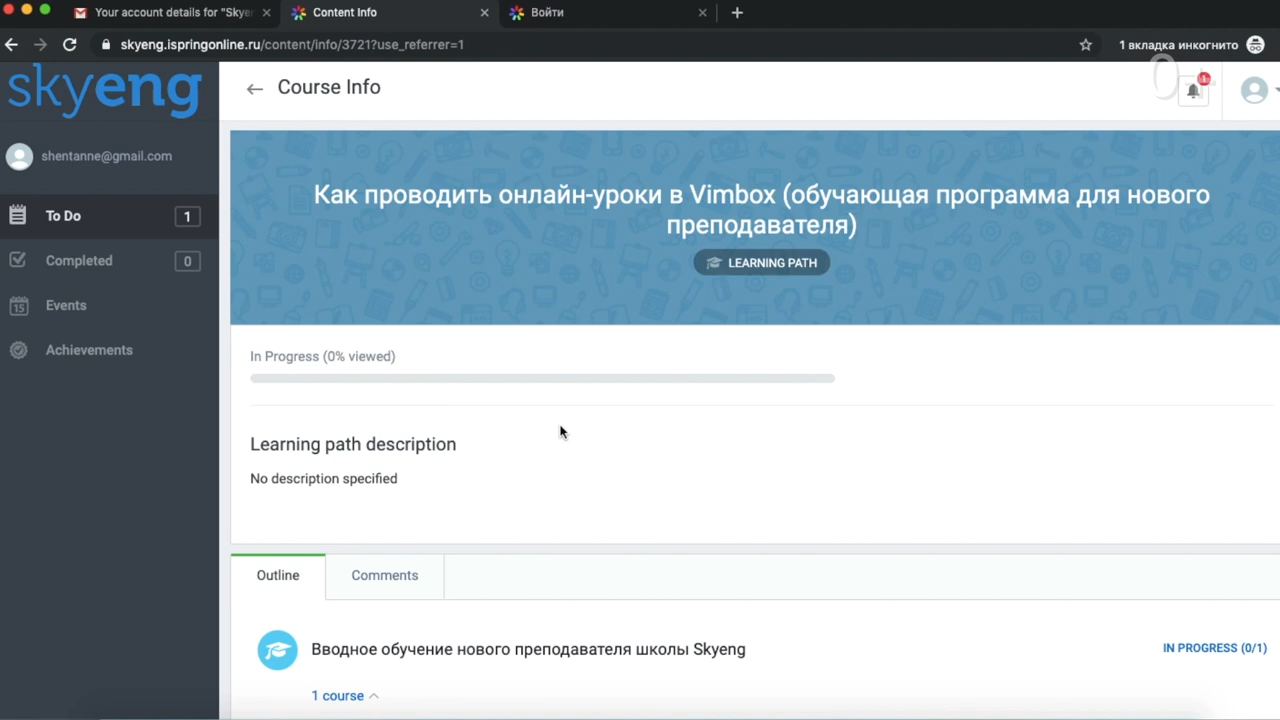 Your account details for "Skye
Content Info
Войти
skyeng.ispringonline.ru/content/info/3721?use_referrer=1
1 вкладка инкогнито
skyeng
Course Info
shentanne@gmail.com
To Do 1
Completed 0
15 Events
Achievements
Как проводить онлайн-уроки в Vimbox (обучающая программа для нового
преподавателя)
LEARNING PATH
In Progress (0% viewed)
Learning path description
No description specified
Outline
Comments
Вводное обучение нового преподавателя школы Skyeng
IN PROGRESS (0/1)
1 course